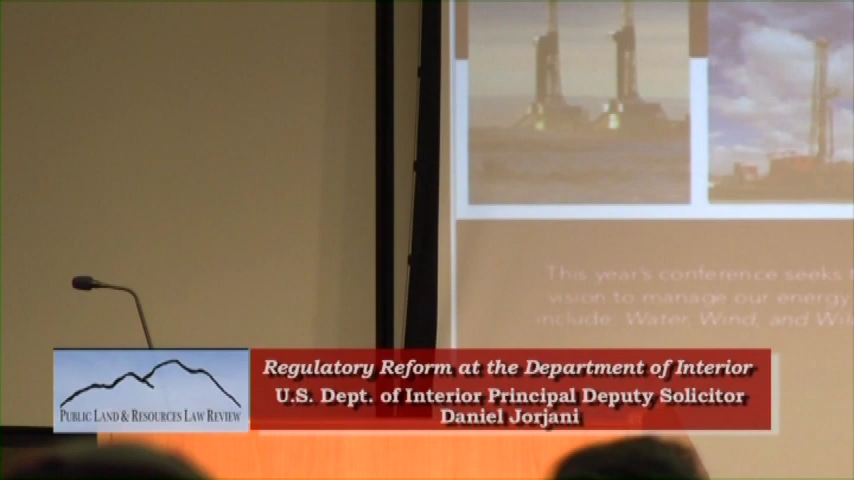 This year's conference seeks
vision to manage our energy
include: Water, Wind, and
Regulatory Reform at the Department of Interior
U.S. Dept. of Interior Principal Deputy Solicitor
Daniel Jorjani
PUBLIC LAND & RESOURCES LAW REVIEW